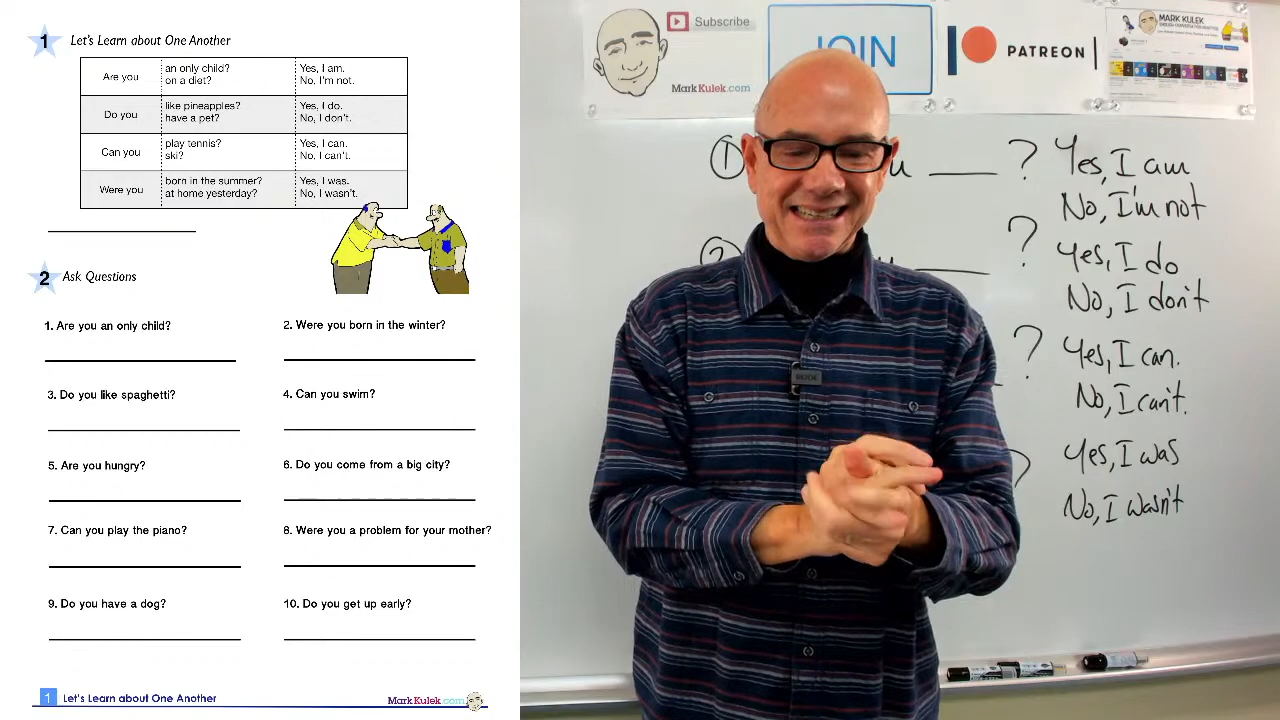 1 Let's Learn about One Another
Are you
an only child?
on a diet?
Yes, I am.
No, I'm not.
Do you
like pineapples?
have a pet?
Yes, I do.
No, I don't.
Can you
play tennis?
ski?
Yes, I can.
No, I can't.
Were you
born in the summer?
at home yesterday?
Yes, I was.
No, I wasn't.
2 Ask Questions
1. Are you an only child?
2. Were you born in the winter?
3. Do you like spaghetti?
4. Can you swim?
5. Are you hungry?
6. Do you come from a big city?
7. Can you play the piano?
8. Were you a problem for your mother?
9. Do you have a dog?
10. Do you get up early?
1 Let's Learn about One Another
MarkKulek.com
Subscribe
MarkKulek.com
JOIN
PATREON
MARK KULEK
① ?
Yes, I am
No, I'm not
② ?
Yes, I do
No, I don't
?
Yes, I can.
No, I can't.
?
Yes, I was
No, I wasn't